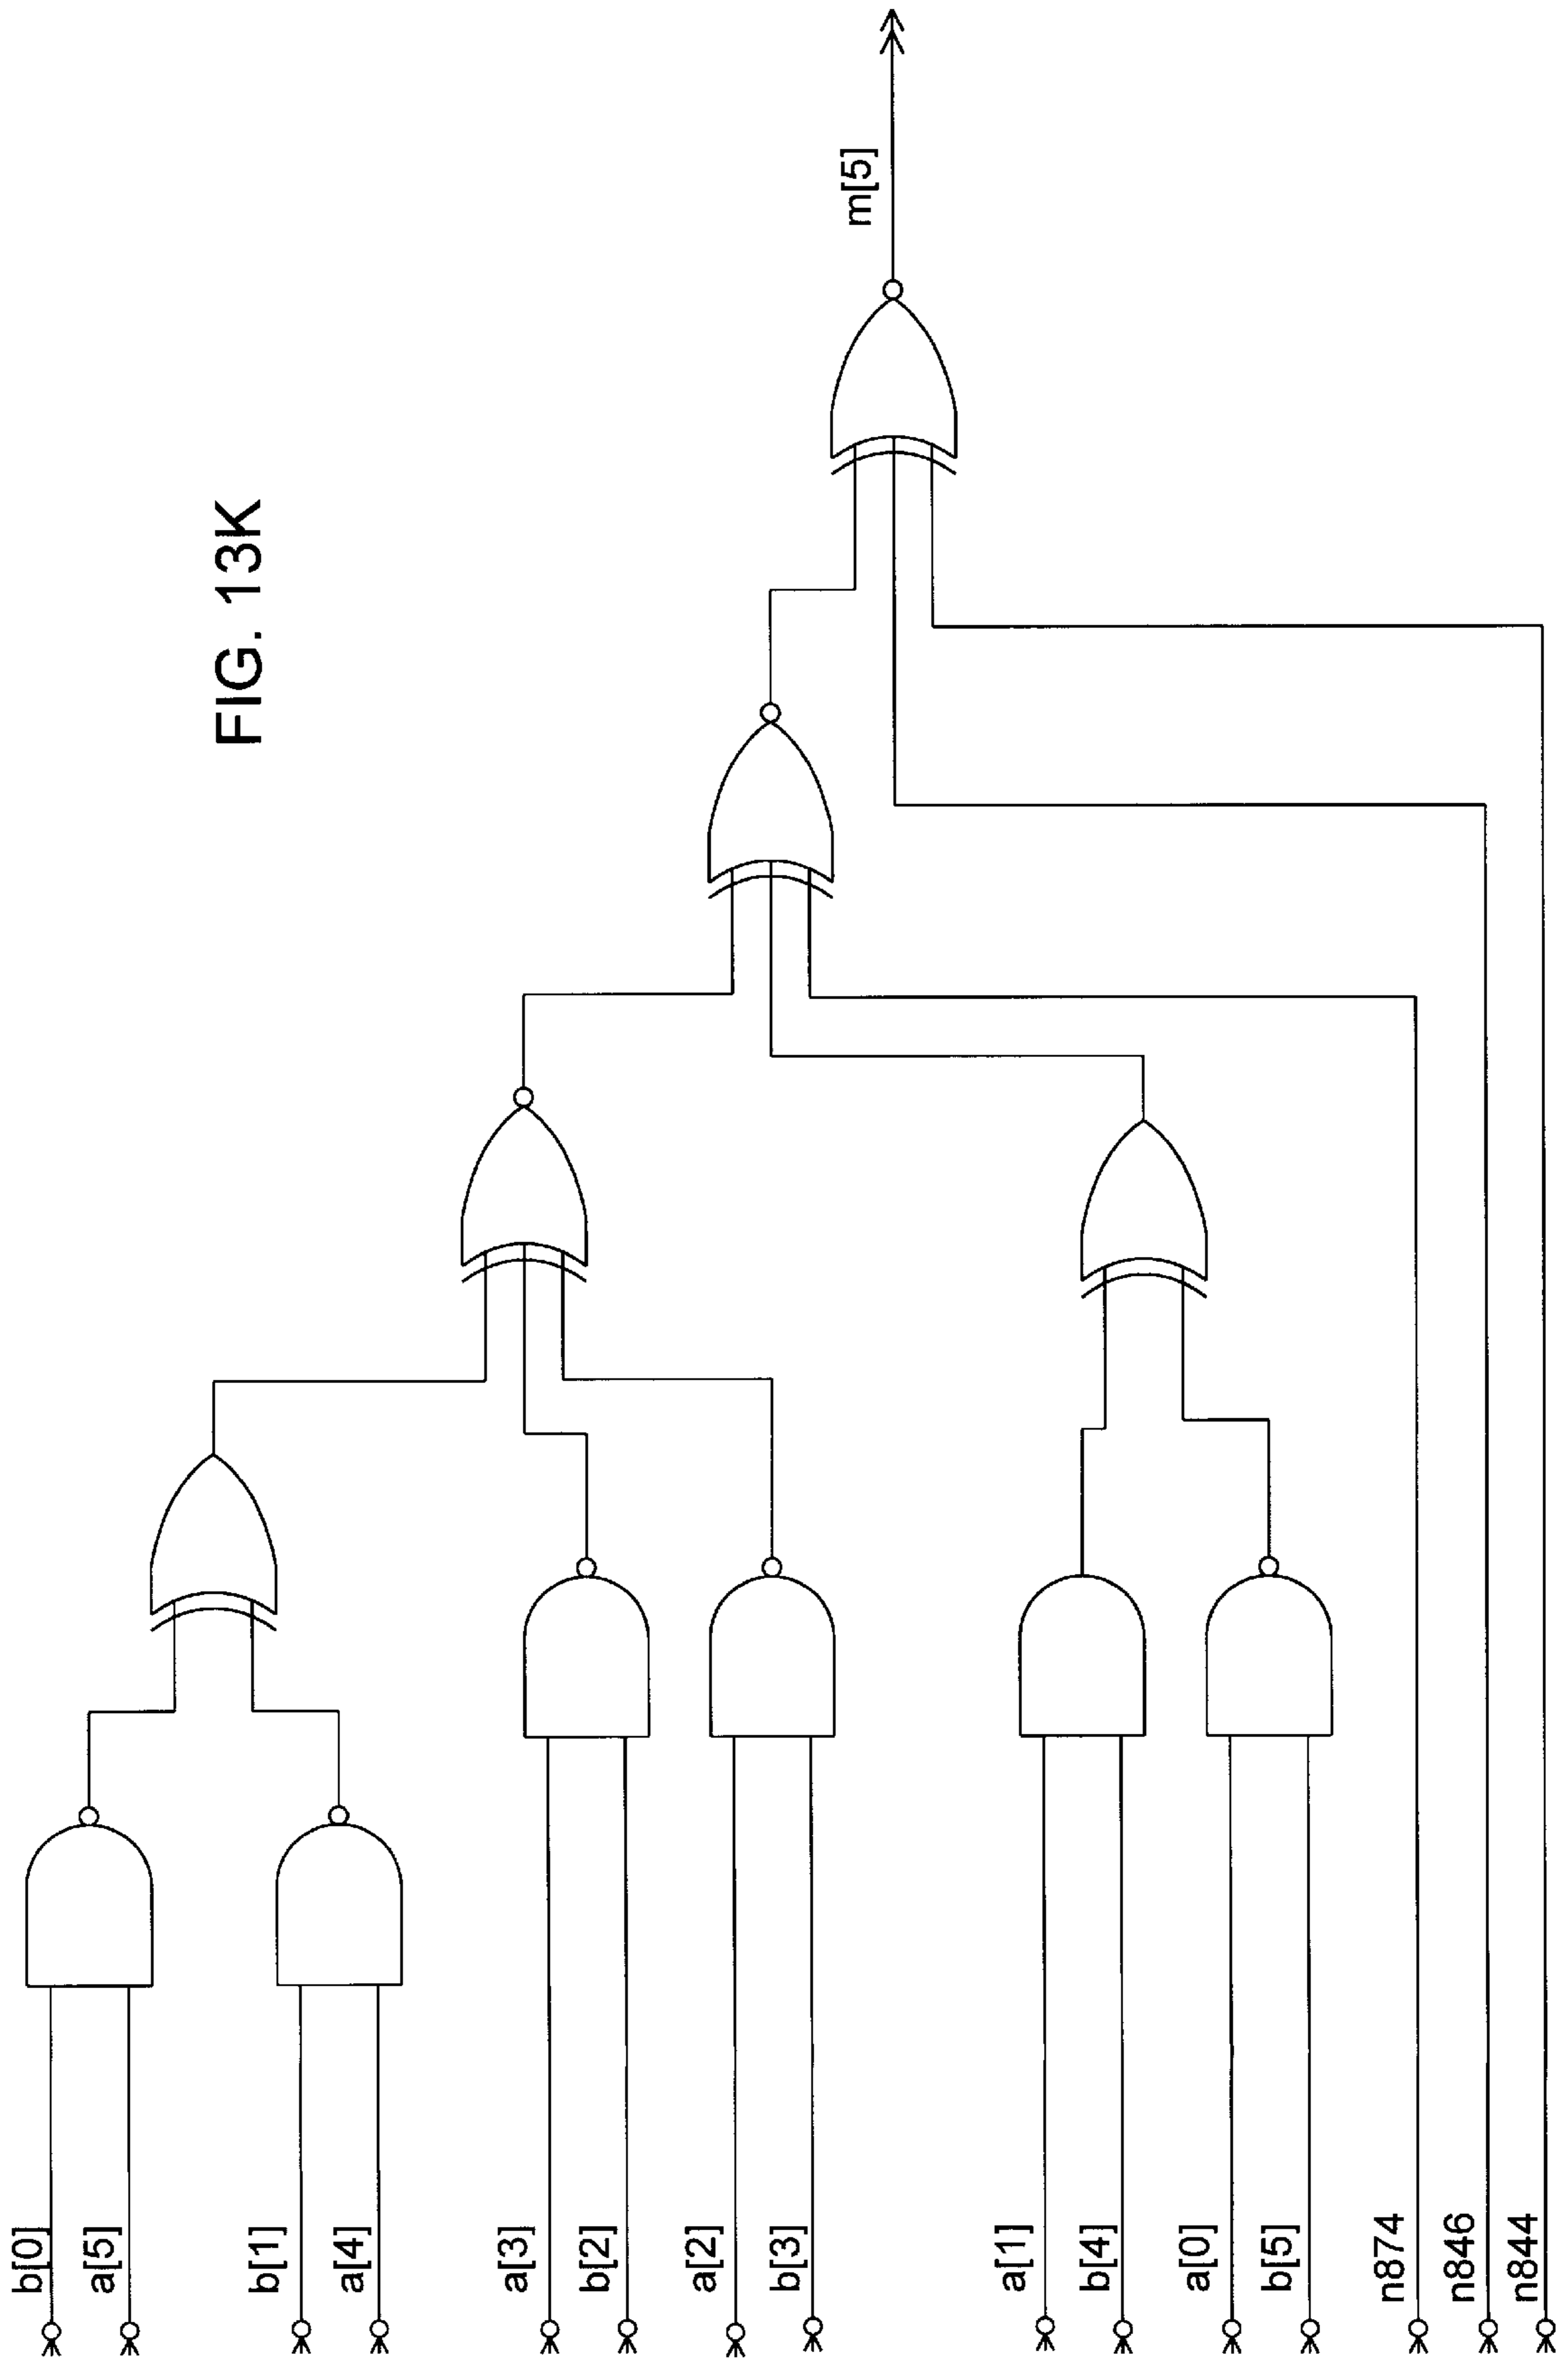 FIG. 13K
b[0]
a[5]
b[1]
a[4]
a[3]
b[2]
a[2]
b[3]
a[1]
b[4]
a[0]
b[5]
n874
n846
n844
m[5]